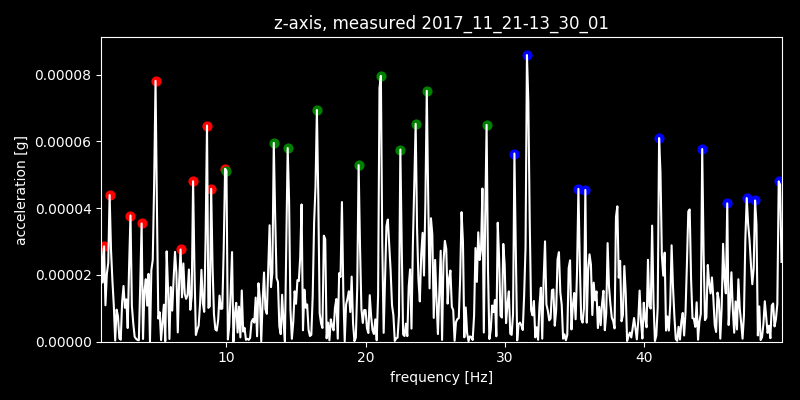 z-axis, measured 2017_11_21-13_30_01
0.00008
0.00006
0.00004
0.00002
0.00000
acceleration [g]
10 20 30 40
frequency [Hz]